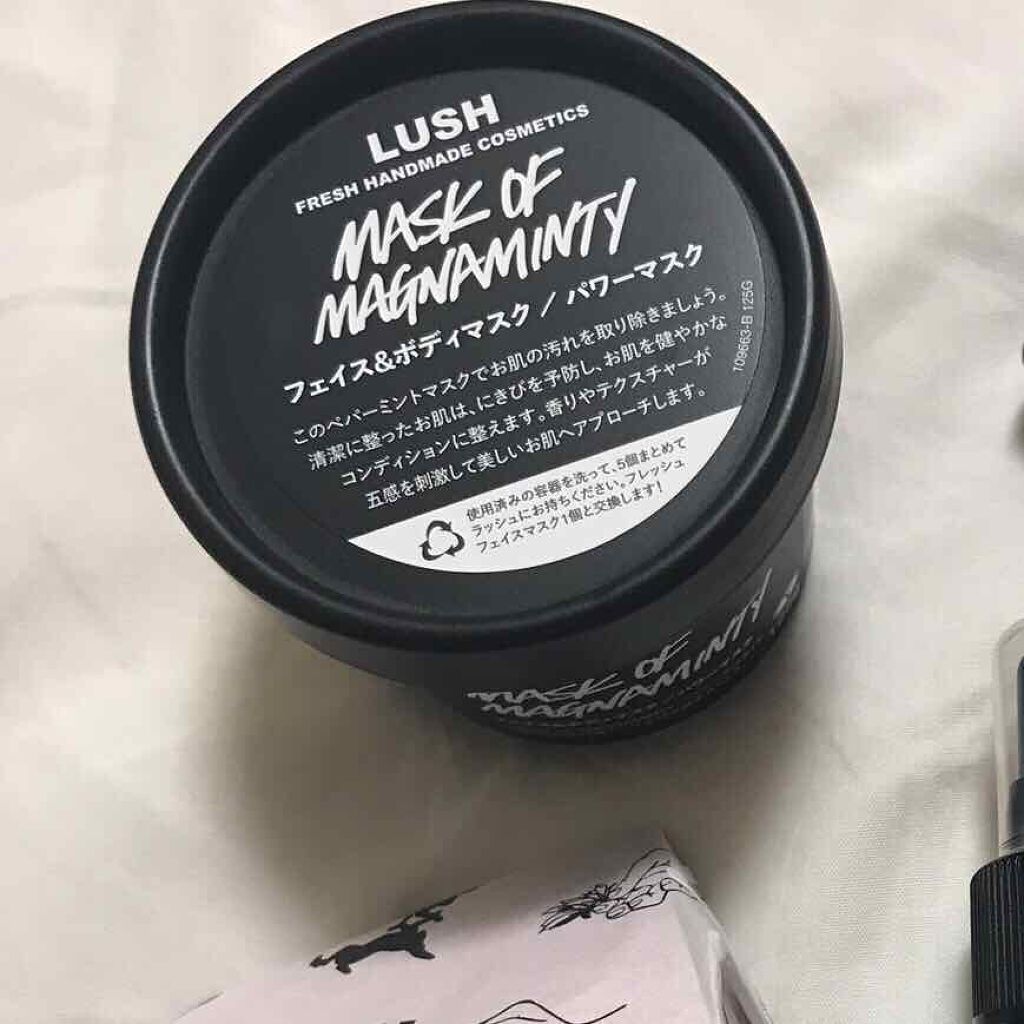 LUSH
FRESH HANDMADE COSMETICS
MASK OF
MAGNAMINTY
フェイス&ボディマスク / パワーマスク
このペパーミントマスクでお肌の汚れを取り除きましょう。
清潔に整ったお肌は、にきびを予防し、お肌を健やかな
コンディションに整えます。香りやテクスチャーが
五感を刺激して美しいお肌へアプローチします。
109663-B 125G
使用済みの容器を洗って、5個まとめて
ラッシュにお持ちください。フレッシュ
フェイスマスク1個と交換します!
MASK OF
MAGNAMINTY